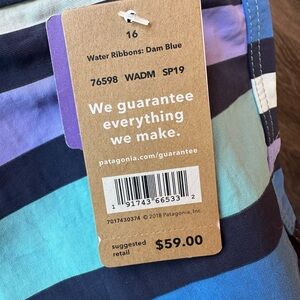 16
Water Ribbons: Dam Blue
76598 WADM SP19
We guarantee
everything
we make.
patagonia.com/guarantee
1 91743 66533 2
7017430374 © 2018 Patagonia, Inc.
suggested
retail
$59.00